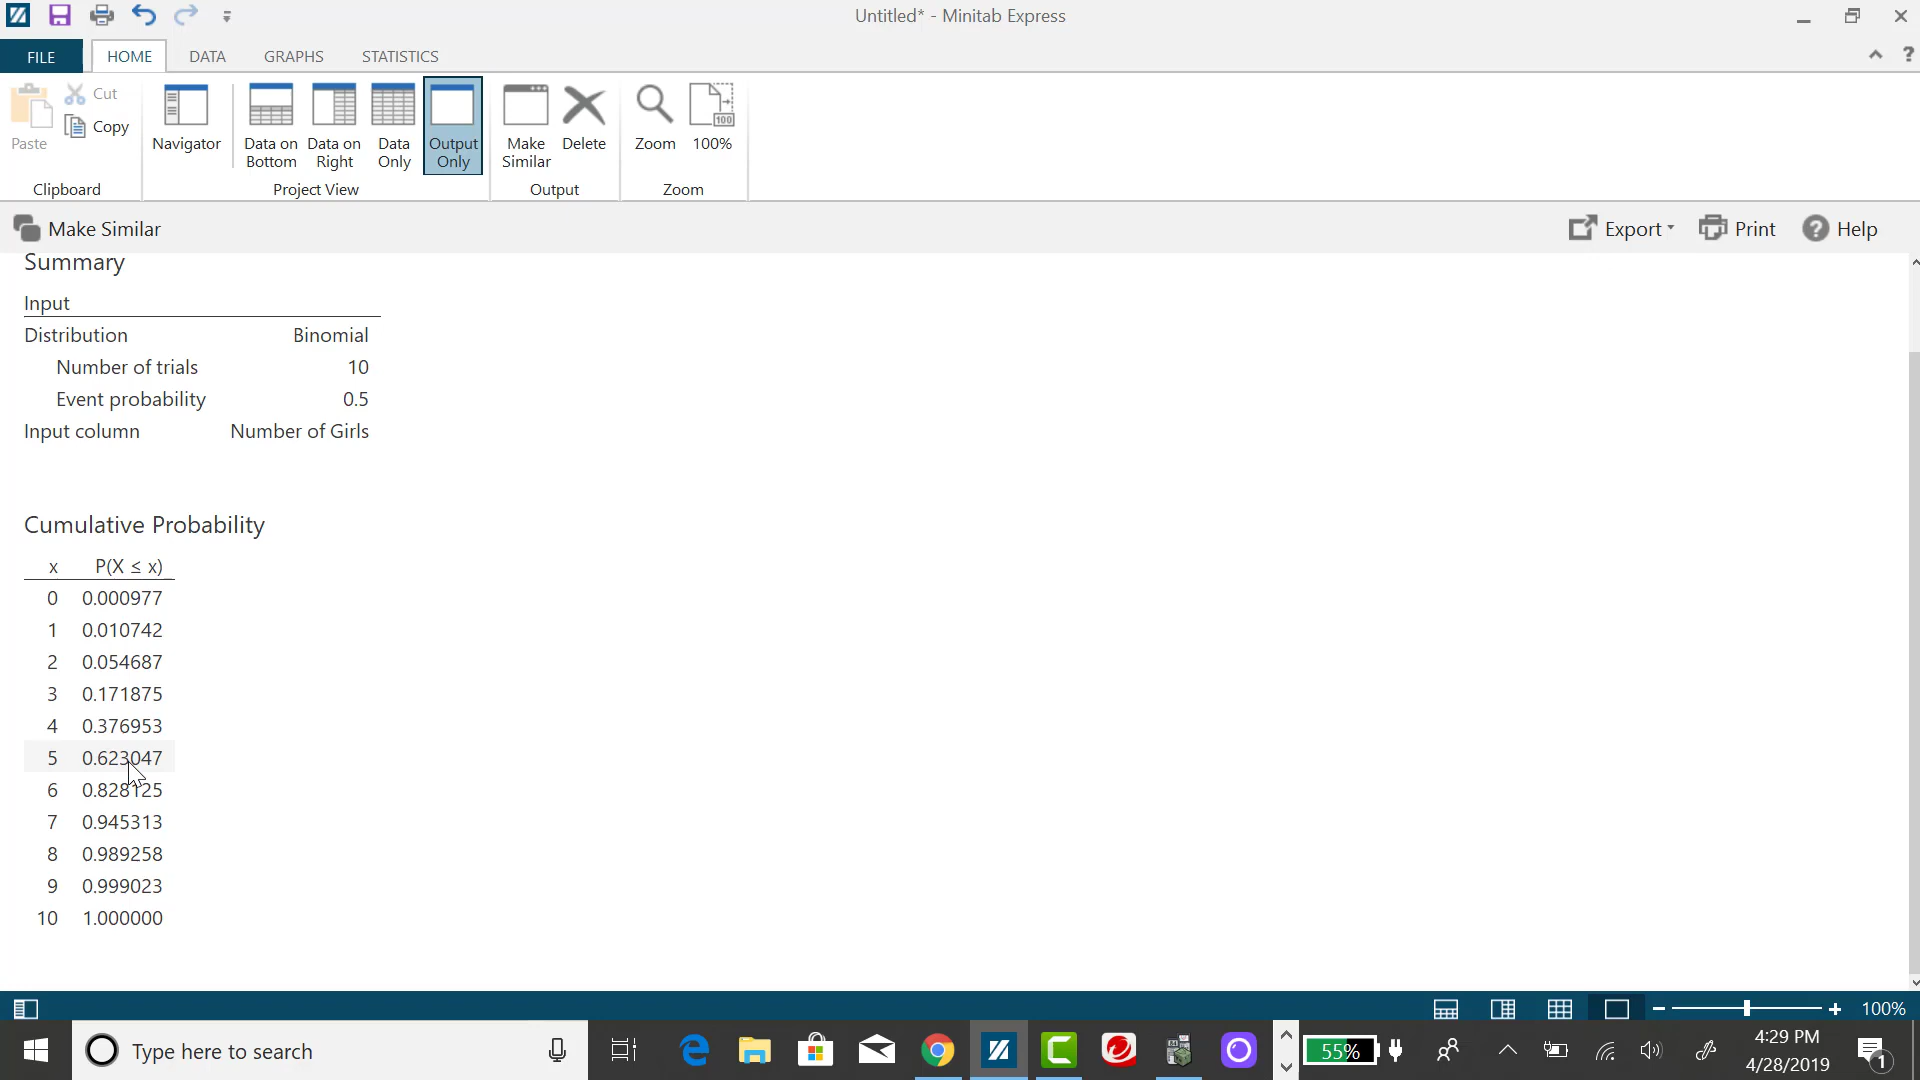 Untitled* - Minitab Express
FILE HOME DATA GRAPHS STATISTICS
?
Paste
Cut
Copy
Clipboard
Navigator
Data on Bottom
Data on Right
Data Only
Output Only
Project View
Make Similar
Delete
Output
Zoom
100
100%
Zoom
Make Similar
Export
Print
? Help
Summary
Input
Distribution Binomial
Number of trials 10
Event probability 0.5
Input column Number of Girls
Cumulative Probability
x P(X ≤ x)
0 0.000977
1 0.010742
2 0.054687
3 0.171875
4 0.376953
5 0.623047
6 0.828125
7 0.945313
8 0.989258
9 0.999023
10 1.000000
100%
Type here to search
55%
4:29 PM
4/28/2019
1